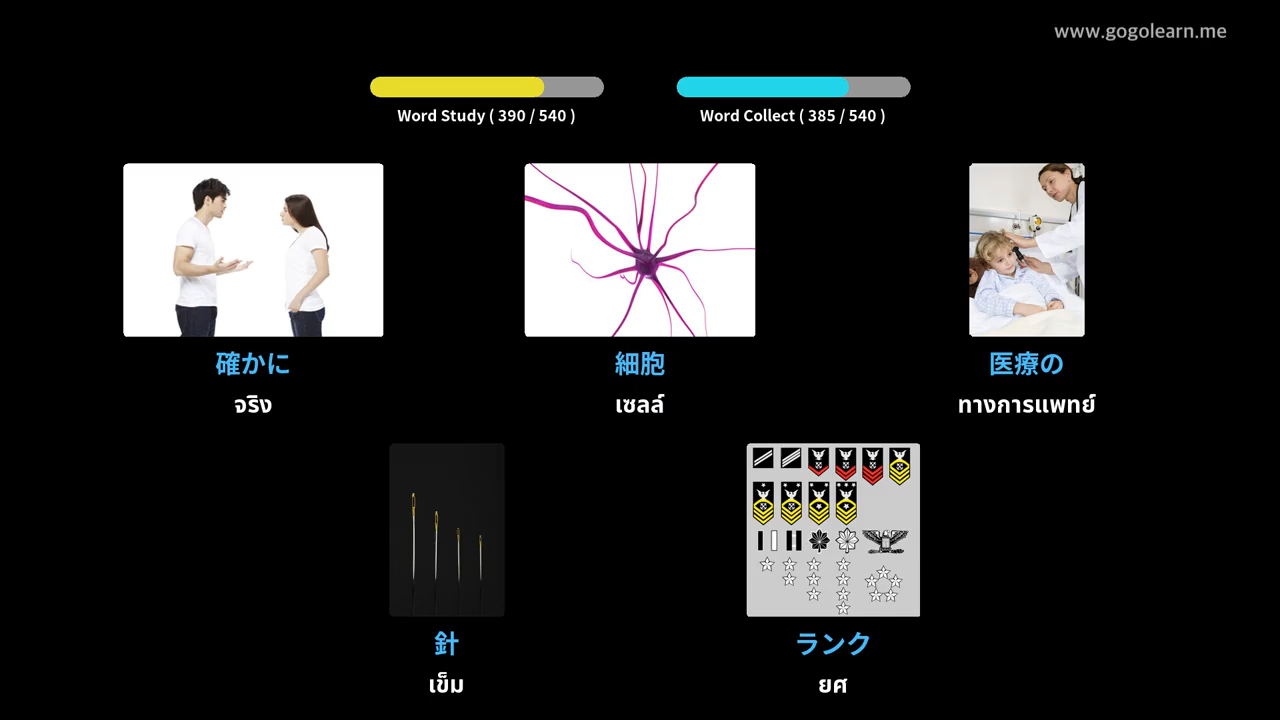 www.gogolearn.me
Word Study ( 390 / 540 )
Word Collect ( 385 / 540 )
確かに
細胞
医療の
จริง
เซลล์
ทางการแพทย์
針
ランク
เข็ม
ยศ